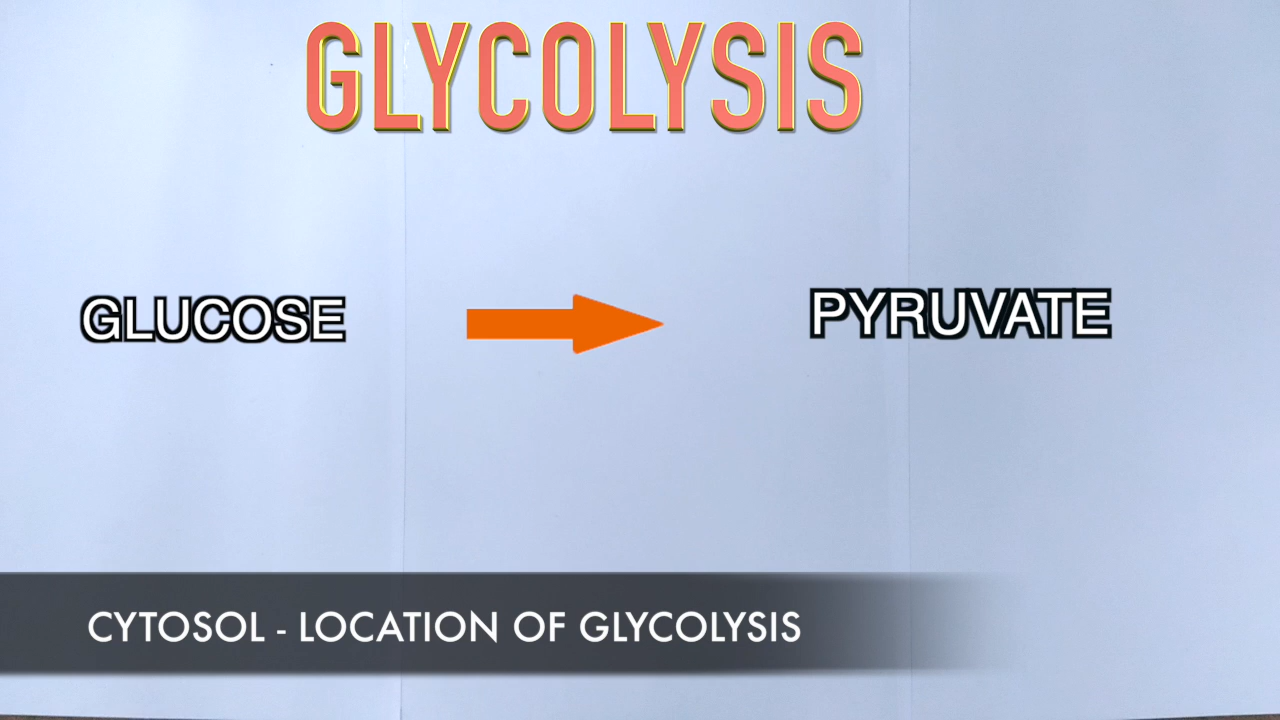 GLYCOLYSIS
GLUCOSE
PYRUVATE
CYTOSOL - LOCATION OF GLYCOLYSIS